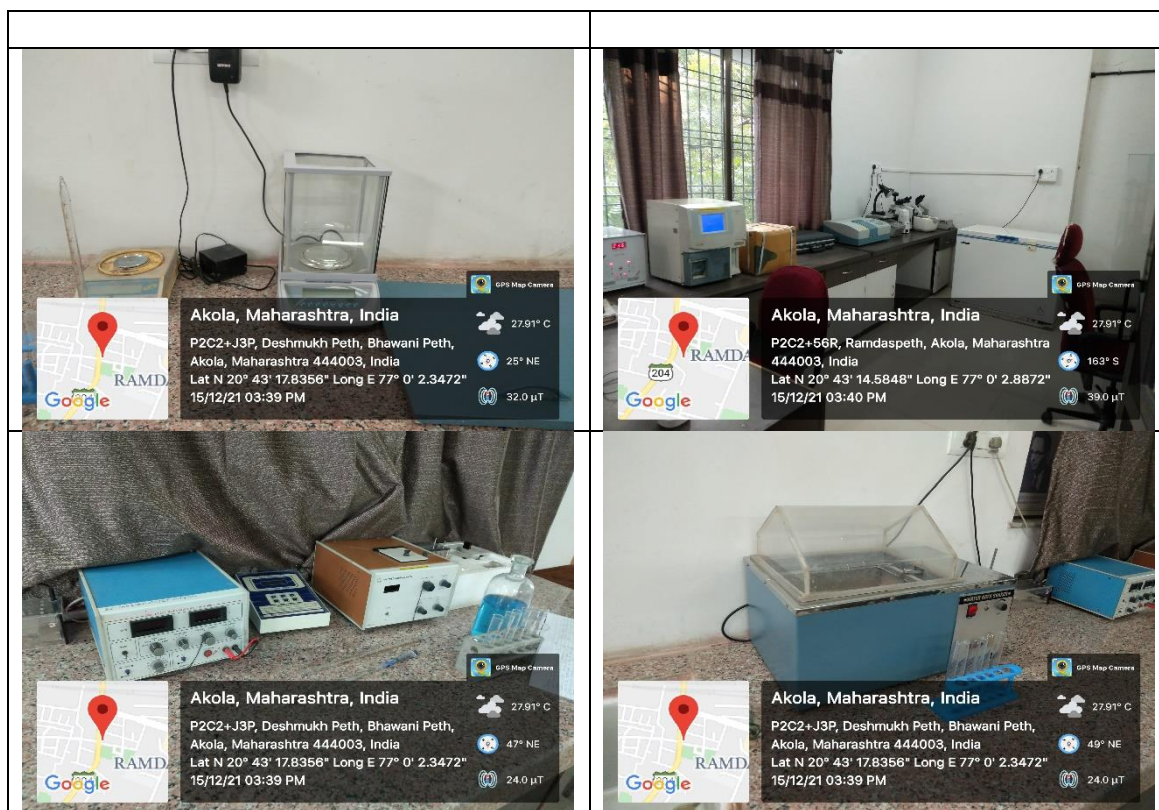 GPS Map Camera
Akola, Maharashtra, India
P2C2+J3P, Deshmukh Peth, Bhawani Peth,
Akola, Maharashtra 444003, India
Lat N 20° 43' 17.8356" Long E 77° 0' 2.3472"
15/12/21 03:39 PM
27.91° C
25° NE
32.0 µT
RAMDA
Google
GPS Map Camera
Akola, Maharashtra, India
P2C2+56R, Ramdaspeth, Akola, Maharashtra
444003, India
Lat N 20° 43' 14.5848" Long E 77° 0' 2.8872"
15/12/21 03:40 PM
27.91° C
163° S
39.0 µT
RAMDA
204
Google
GPS Map Camera
Akola, Maharashtra, India
P2C2+J3P, Deshmukh Peth, Bhawani Peth,
Akola, Maharashtra 444003, India
Lat N 20° 43' 17.8356" Long E 77° 0' 2.3472"
15/12/21 03:39 PM
27.91° C
47° NE
24.0 µT
RAMDA
Google
GPS Map Camera
Akola, Maharashtra, India
P2C2+J3P, Deshmukh Peth, Bhawani Peth,
Akola, Maharashtra 444003, India
Lat N 20° 43' 17.8356" Long E 77° 0' 2.3472"
15/12/21 03:39 PM
27.91° C
49° NE
24.0 µT
RAMDA
Google